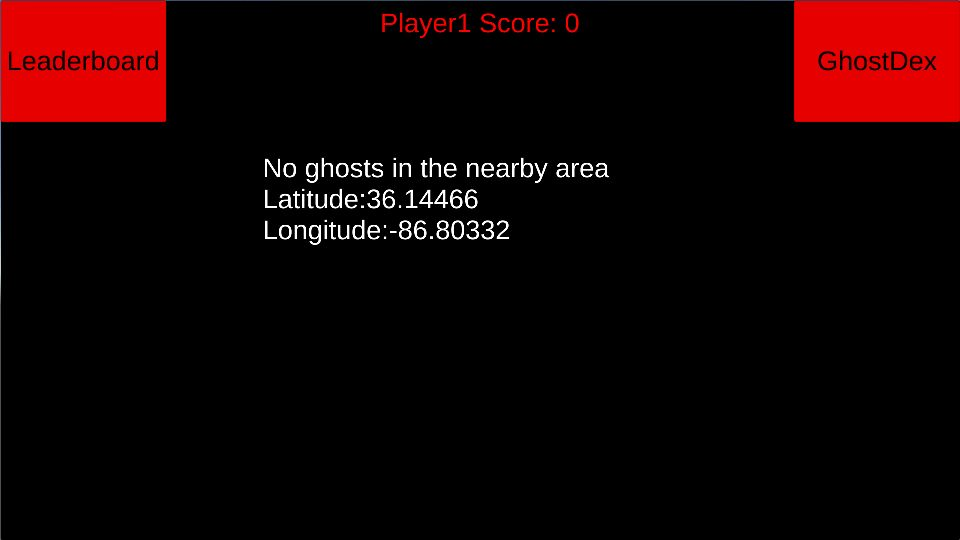 Player1 Score: 0
Leaderboard
GhostDex
No ghosts in the nearby area
Latitude:36.14466
Longitude:-86.80332